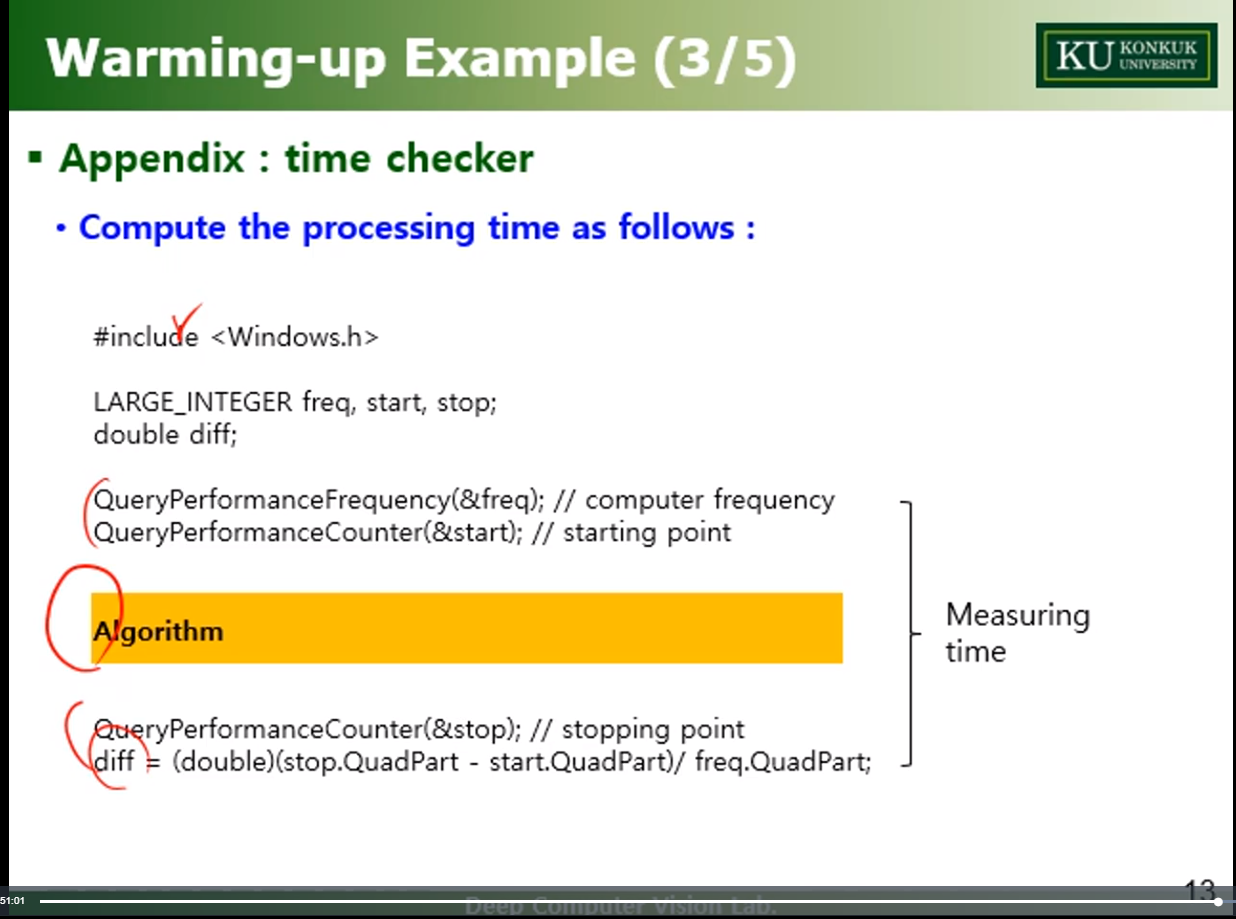 Warming-up Example (3/5)
KU KONKUK
UNIVERSITY
▪ Appendix : time checker
• Compute the processing time as follows :
#include <Windows.h>
LARGE_INTEGER freq, start, stop;
double diff;
QueryPerformanceFrequency(&freq); // computer frequency
QueryPerformanceCounter(&start); // starting point
Algorithm
Measuring
time
QueryPerformanceCounter(&stop); // stopping point
diff = (double)(stop.QuadPart - start.QuadPart)/ freq.QuadPart;
13
51:01
Deep Computer Vision Lab.